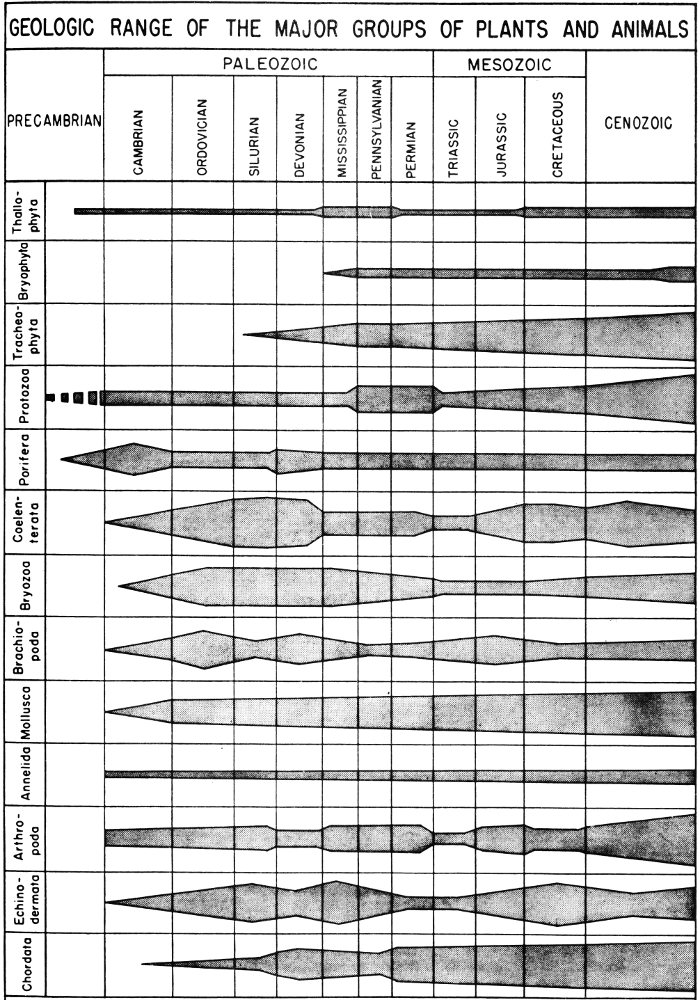 GEOLOGIC RANGE OF THE MAJOR GROUPS OF PLANTS AND ANIMALS
PRECAMBRIAN
PALEOZOIC
MESOZOIC
CENOZOIC
CAMBRIAN
ORDOVICIAN
SILURIAN
DEVONIAN
MISSISSIPPIAN
PENNSYLVANIAN
PERMIAN
TRIASSIC
JURASSIC
CRETACEOUS
Thallo-
phyta
Bryophyta
Tracheo-
phyta
Protozoa
Porifera
Coelen-
terata
Bryozoa
Brachio-
poda
Mollusca
Annelida
Arthro-
poda
Echino-
dermata
Chordata